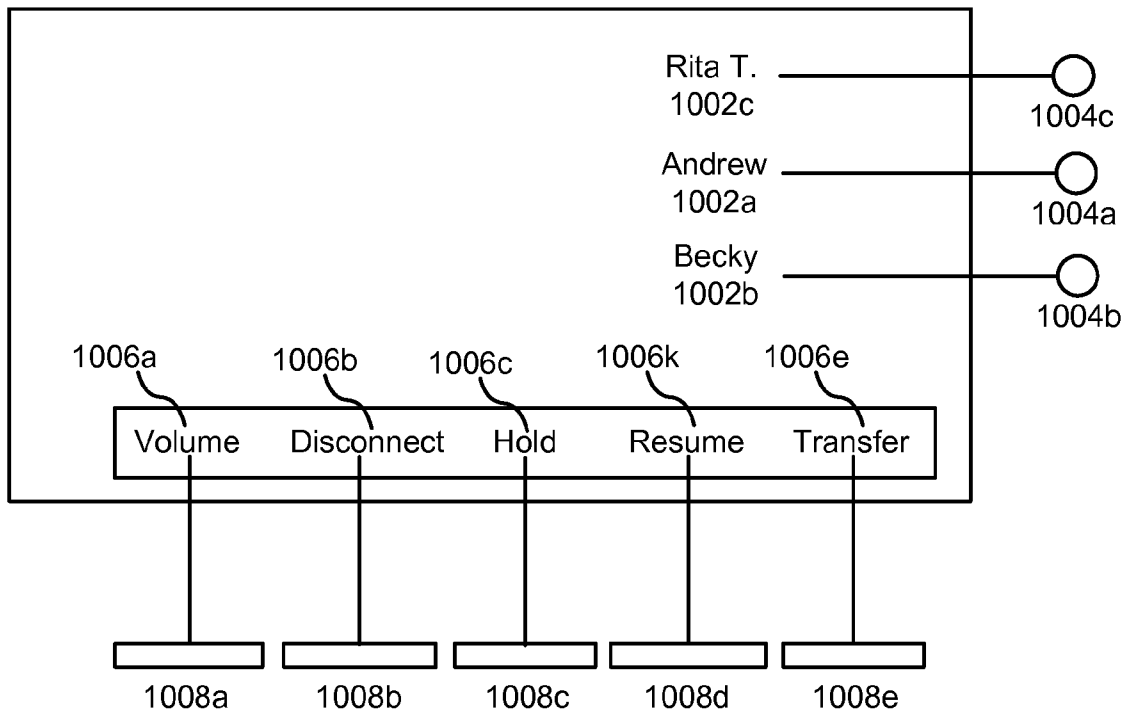 Rita T.
1002c
1004c
Andrew
1002a
1004a
Becky
1002b
1004b
1006a 1006b 1006c 1006k 1006e
Volume Disconnect Hold Resume Transfer
1008a 1008b 1008c 1008d 1008e